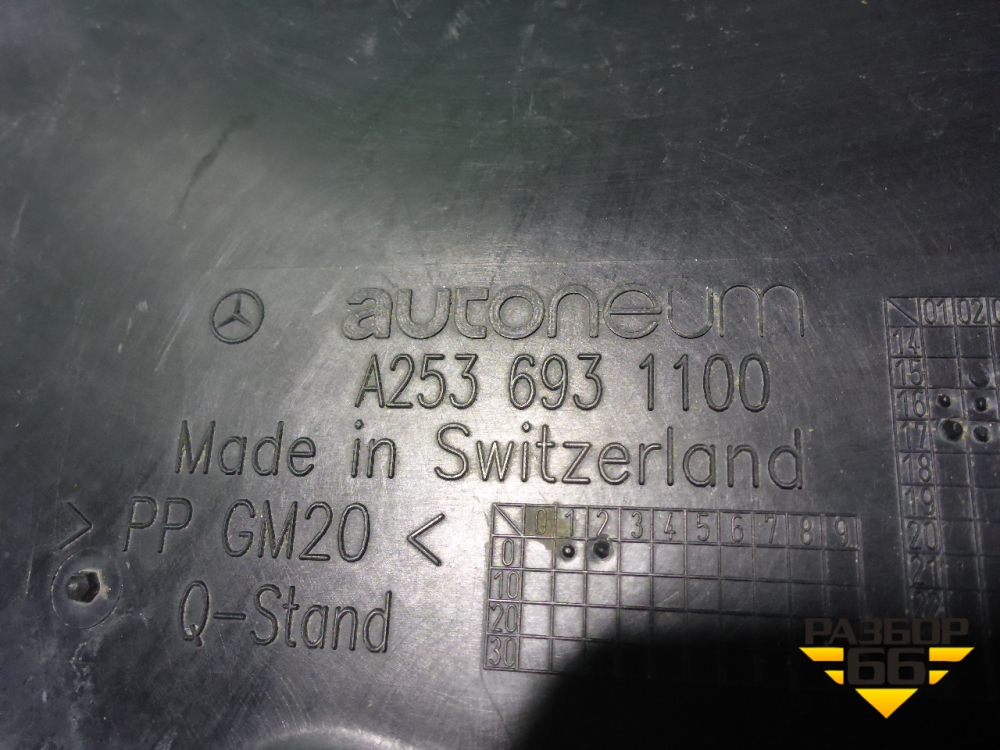 autoneum
A253 693 1100
Made in Switzerland
> PP GM20 <
Q-Stand
0 1 2 3 4 5 6 7 8 9
0
10
20
30
01 02
14
15
16
17
18
19
20
21
РАЗБОР
66